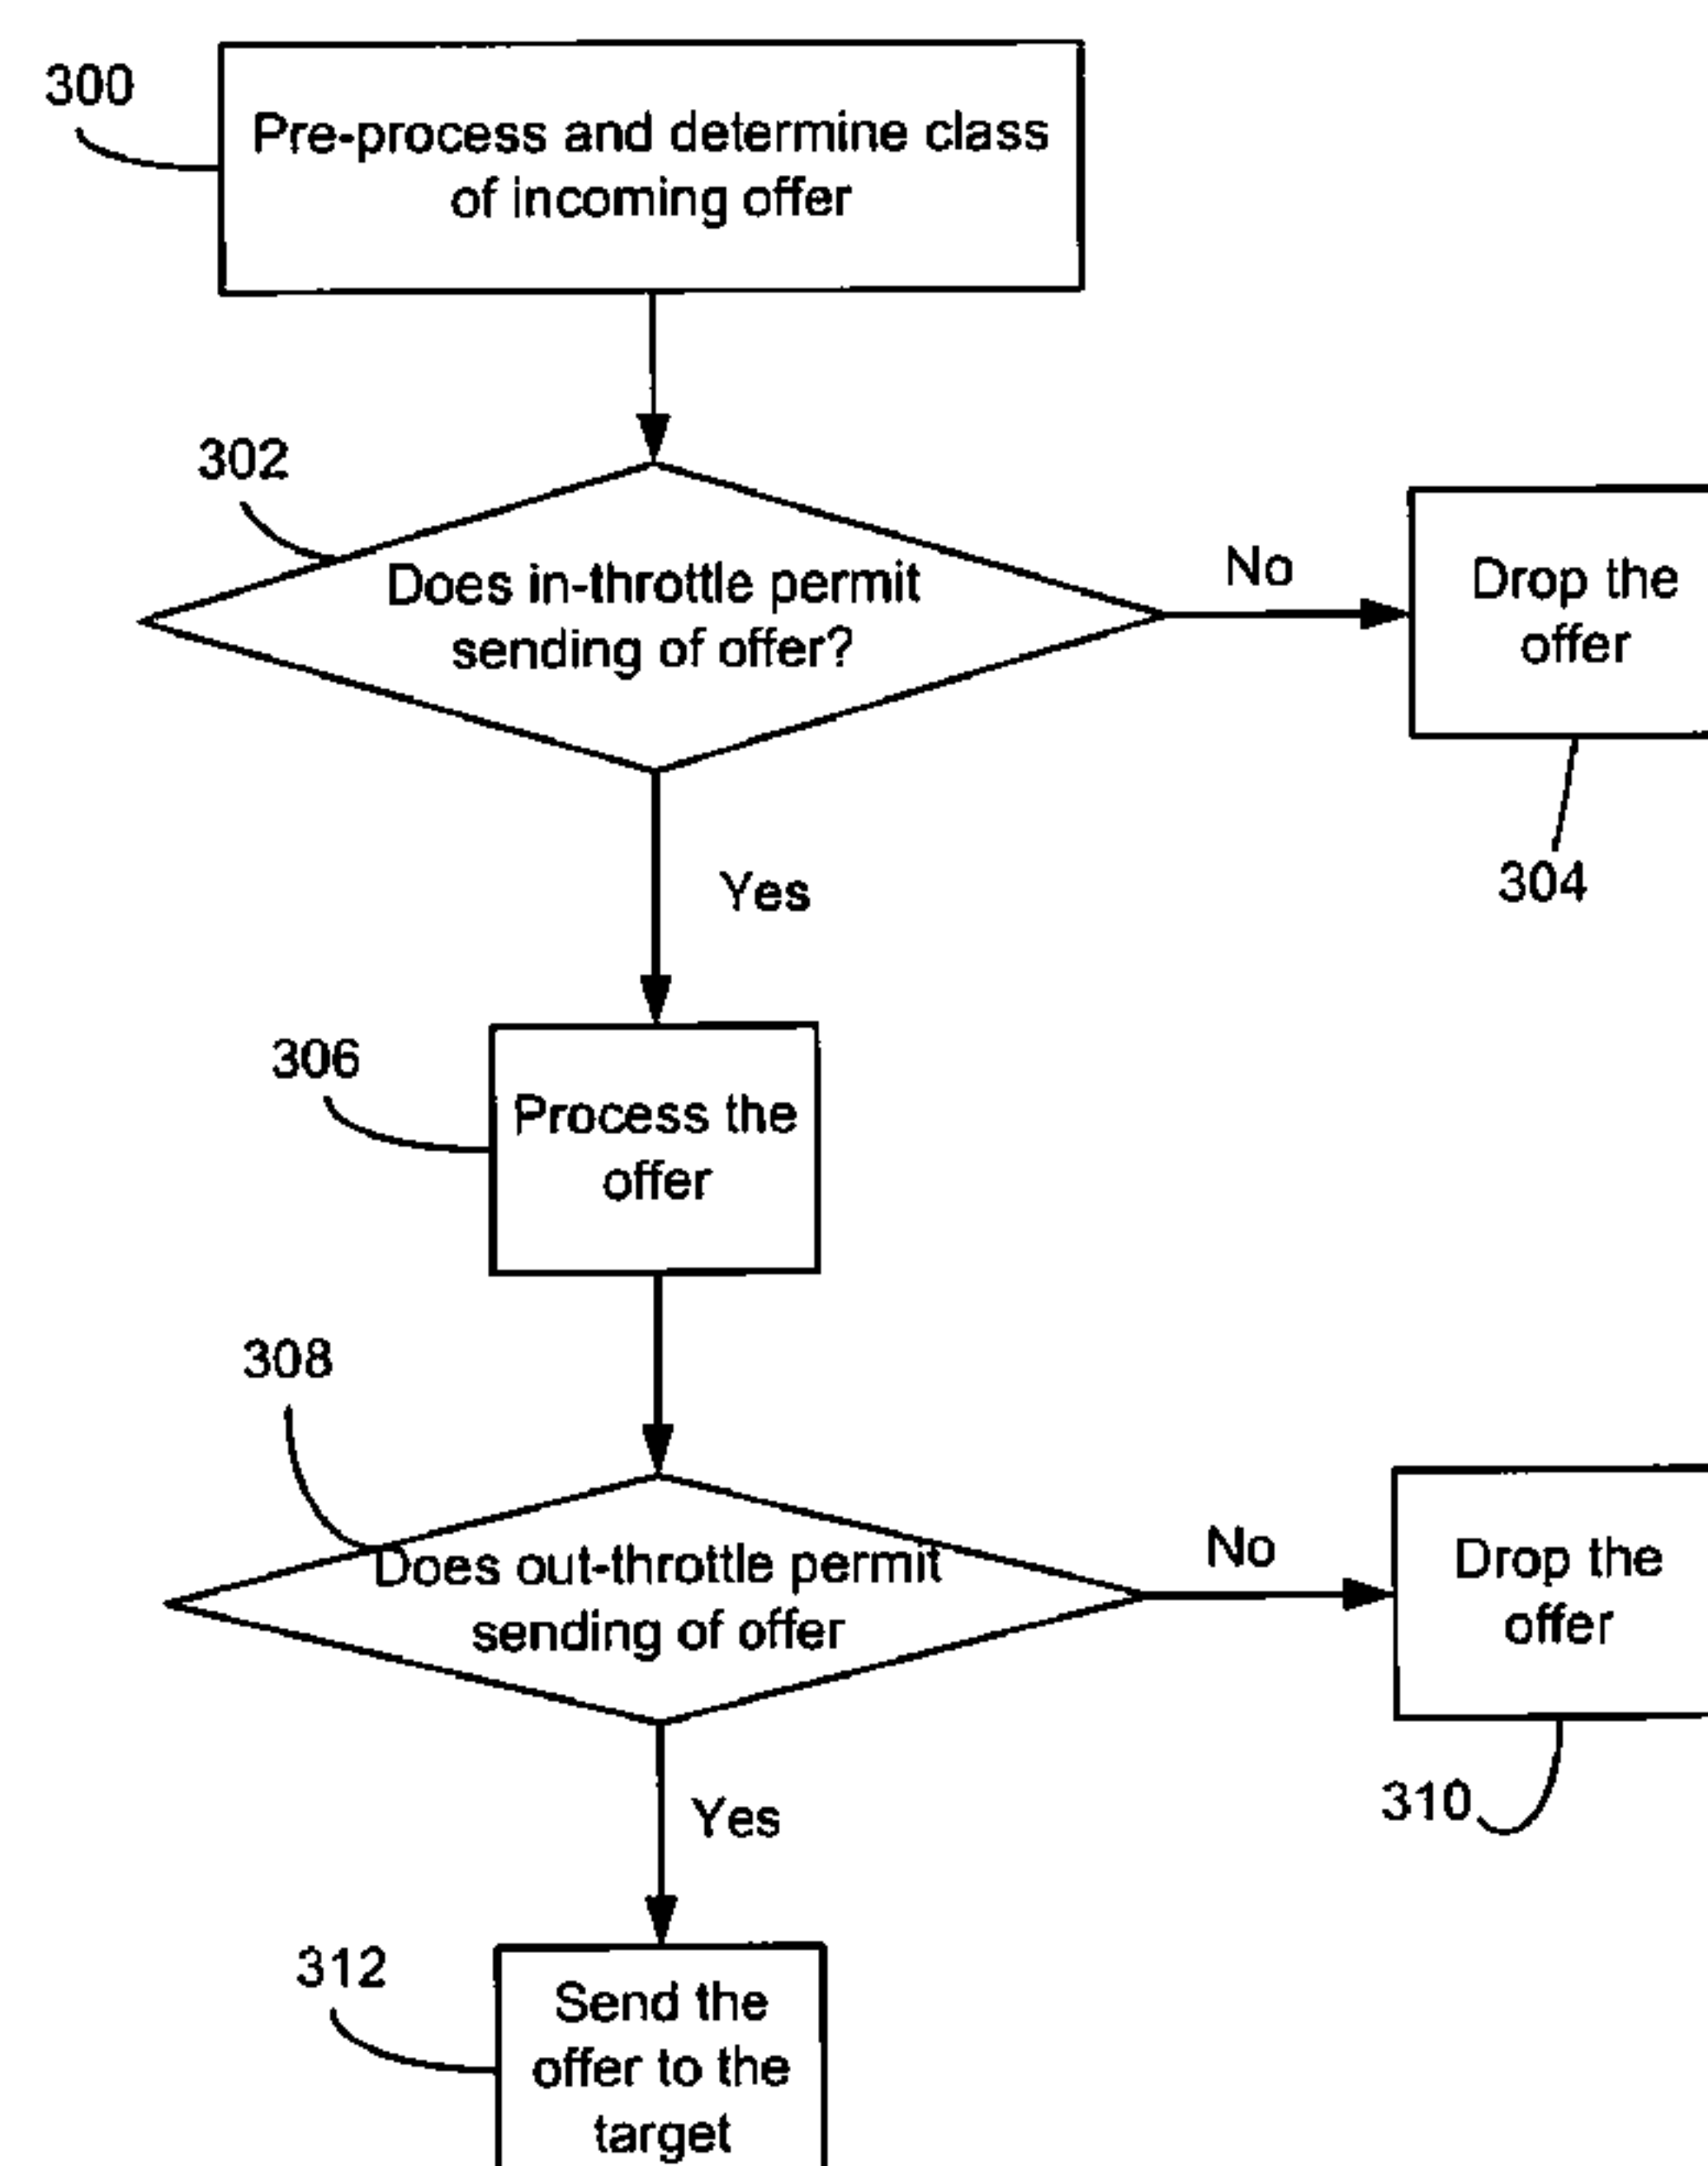 300
Pre-process and determine class
of incoming offer
302
Does in-throttle permit
sending of offer?
No
Drop the
offer
304
Yes
306
Process the
offer
308
Does out-throttle permit
sending of offer
No
Drop the
offer
310
Yes
312
Send the
offer to the
target